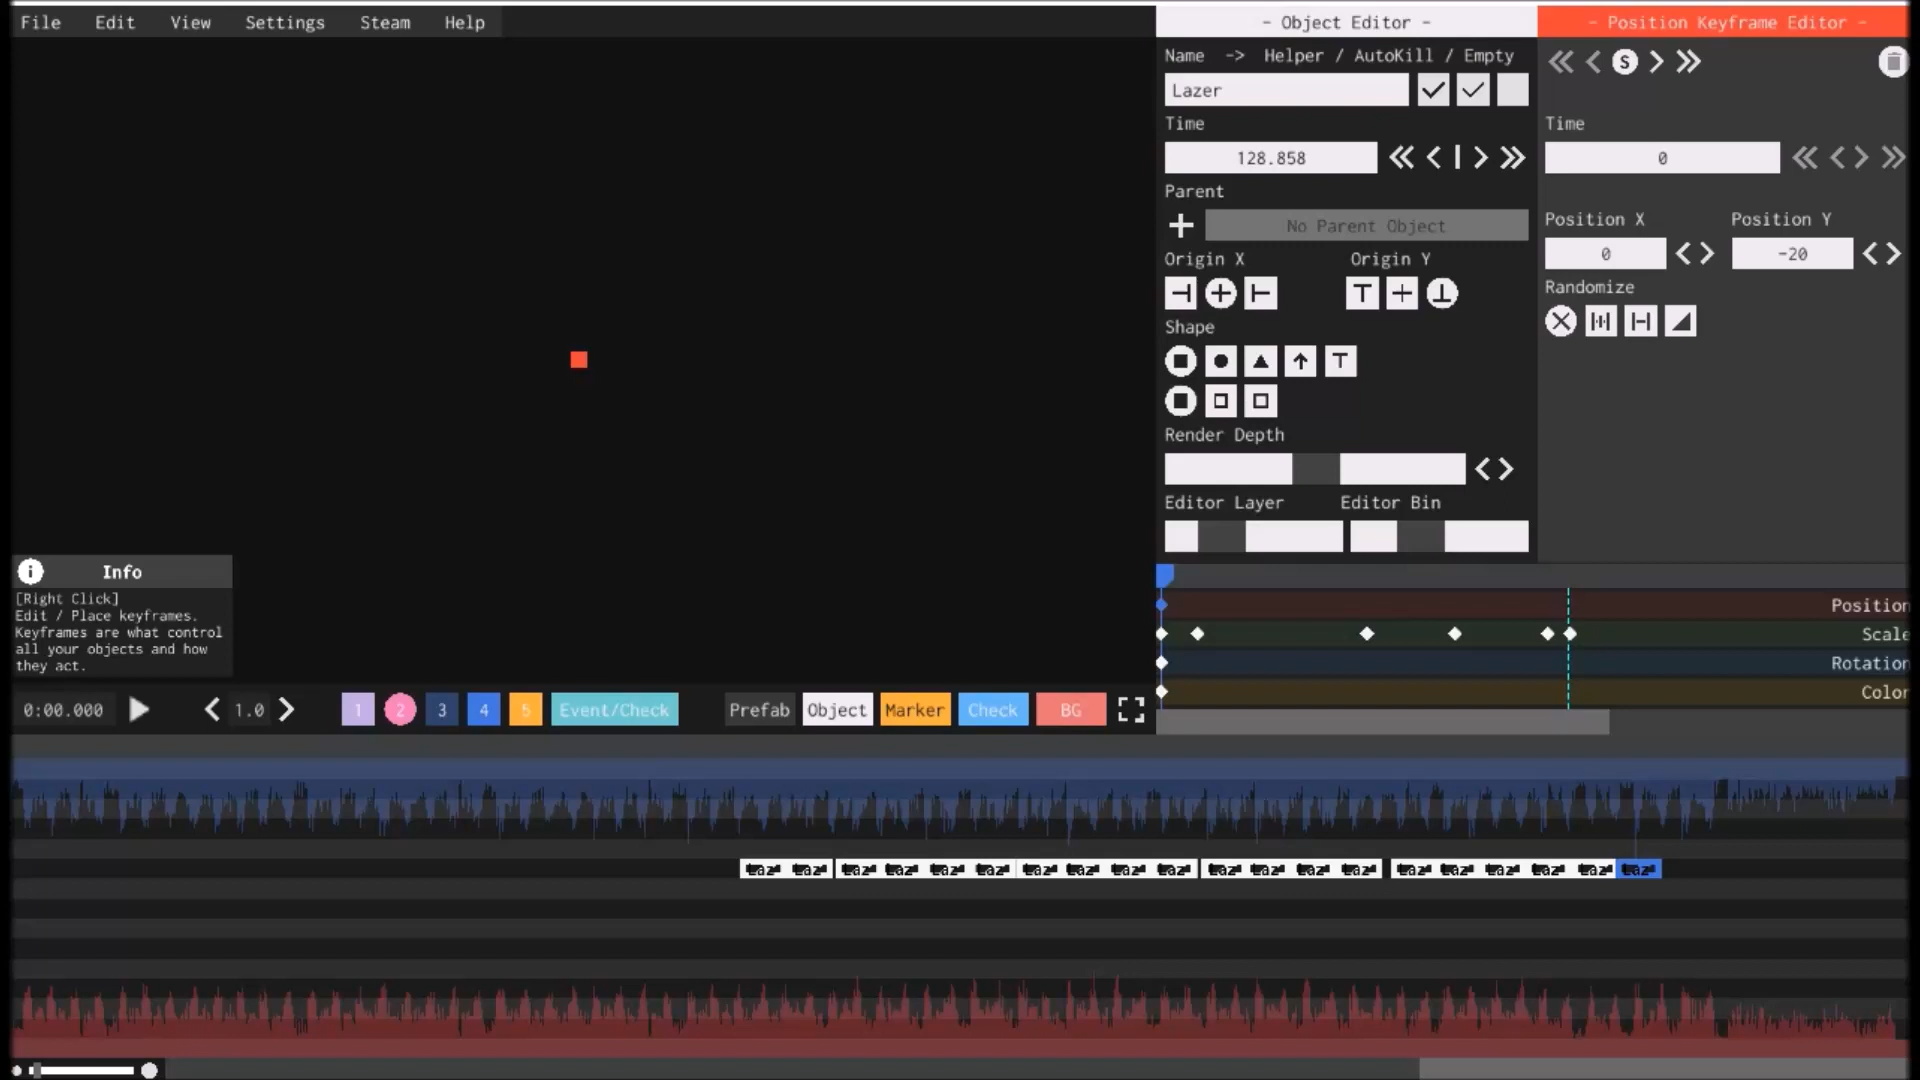 File Edit View Settings Steam Help
- Object Editor -
- Position Keyframe Editor -
Name -> Helper / AutoKill / Empty
S
Lazer
Time
Time
128.858
0
Parent
No Parent Object
Position X Position Y
0
-20
Origin X Origin Y
Randomize
Shape
Render Depth
Editor Layer Editor Bin
Info
[Right Click]
Edit / Place keyframes.
Keyframes are what control
all your objects and how
they act.
Position
Scale
Rotation
Color
0:00.000
1.0
1 2 3 4 5 Event/Check
Prefab Object Marker Check BG